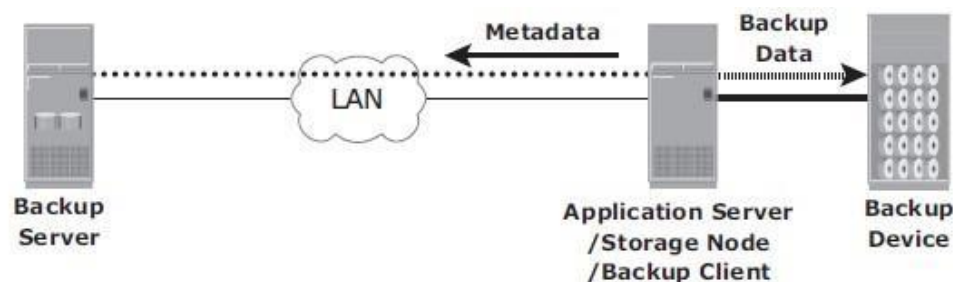 Metadata
Backup
Data
LAN
Backup
Server
Application Server
/Storage Node
/Backup Client
Backup
Device